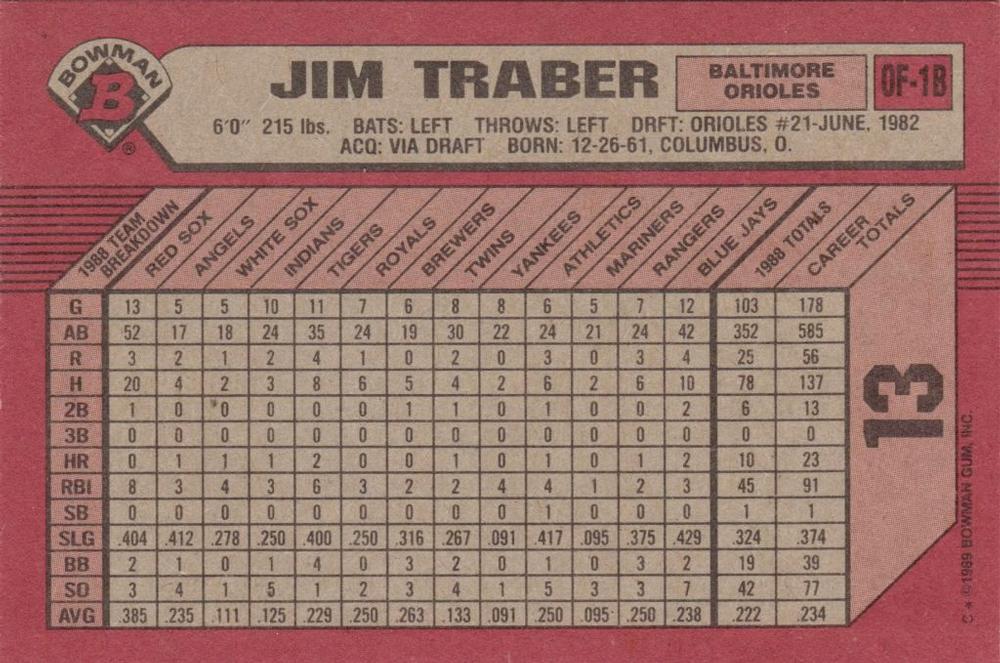 BOWMAN
B
®
JIM TRABER
BALTIMORE
ORIOLES
OF-1B
6'0" 215 lbs. BATS: LEFT THROWS: LEFT DRFT: ORIOLES #21-JUNE, 1982
ACQ: VIA DRAFT BORN: 12-26-61, COLUMBUS, O.
1988 TEAM BREAKDOWN RED SOX ANGELS WHITE SOX INDIANS TIGERS ROYALS BREWERS TWINS YANKEES ATHLETICS MARINERS RANGERS BLUE JAYS 1988 TOTALS CAREER TOTALS
G 13 5 5 10 11 7 6 8 8 6 5 7 12 103 178
AB 52 17 18 24 35 24 19 30 22 24 21 24 42 352 585
R 3 2 1 2 4 1 0 2 0 3 0 3 4 25 56
H 20 4 2 3 8 6 5 4 2 6 2 6 10 78 137
2B 1 0 0 0 0 0 1 1 0 1 0 0 2 6 13
3B 0 0 0 0 0 0 0 0 0 0 0 0 0 0 0
HR 0 1 1 1 2 0 0 1 0 1 0 1 2 10 23
RBI 8 3 4 3 6 3 2 2 4 4 1 2 3 45 91
SB 0 0 0 0 0 0 0 0 0 1 0 0 0 1 1
SLG .404 .412 .278 .250 .400 .250 .316 .267 .091 .417 .095 .375 .429 .324 .374
BB 2 1 0 1 4 0 3 2 0 1 0 3 2 19 39
SO 3 4 1 5 1 2 3 4 1 5 3 3 7 42 77
AVG .385 .235 .111 .125 .229 .250 .263 .133 .091 .250 .095 .250 .238 .222 .234
13
C * © 1989 BOWMAN GUM, INC.